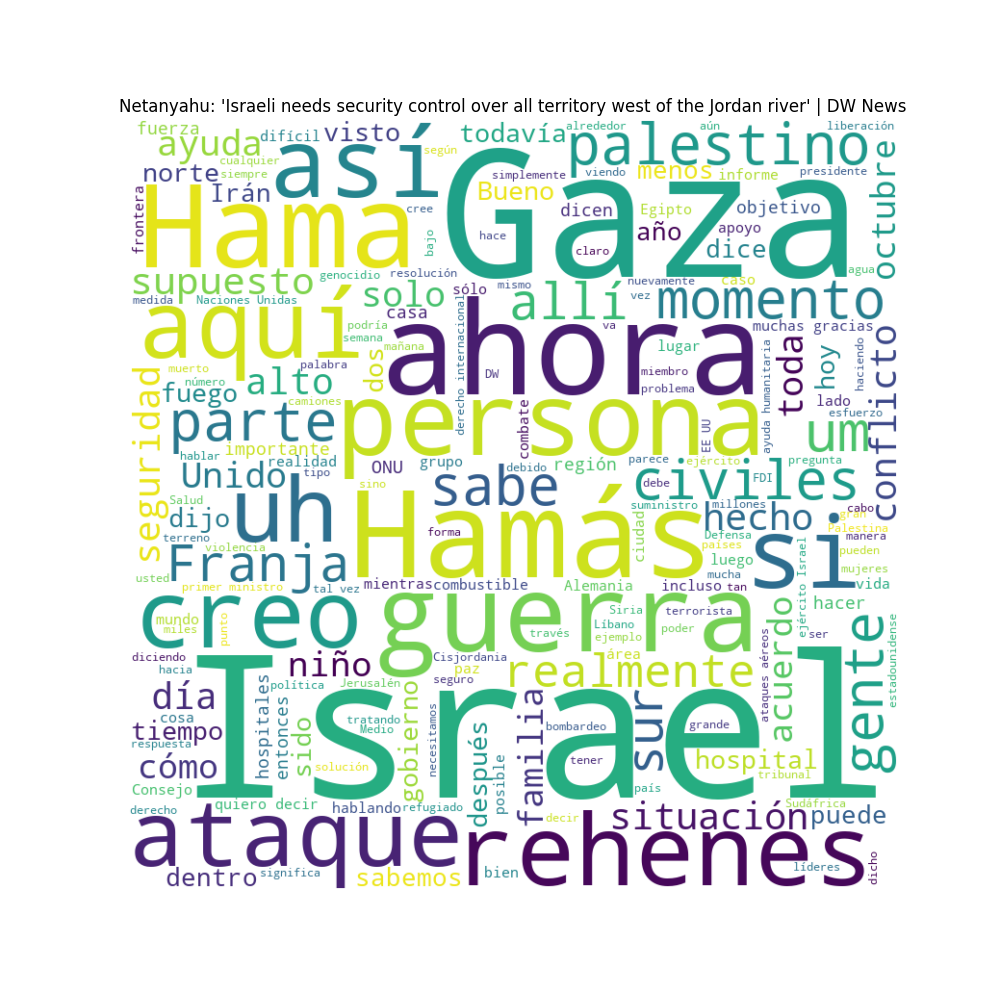 Netanyahu: 'Israeli needs security control over all territory west of the Jordan river' | DW News
fuerza
ayuda
difícil
visto
así
según
todavía
alrededor
aún
liberación
palestino
cualquier
siempre
norte
Irán
simplemente
viendo
menos
informe
presidente
octubre
frontera
Hama
cree
Gaza
Bueno
dicen
Egipto
objetivo
año
apoyo
dice
bajo
hace
claro
agua
supuesto
genocidio
resolución
sólo
mismo
nuevamente
caso
medida
Naciones Unidas
solo
allí
vez
momento
aquí
casa
podría
semana
mañana
derecho internacional
ahora
va
muchas gracias
lugar
toda
hoy
haciendo
conflicto
muerto
palabra
dos
DW
miembro
problema
ayuda humanitaria
lado
esfuerzo
seguridad
número
alto
fuego
camiones
parte
persona
combate
EE UU
um
importante
hablar
realidad
tipo
ONU
grupo
debido
región
parece
ejército
pregunta
Unido
sino
sabe
debe
FDI
civiles
Salud
uh
suministro
millones
cabo
gran
dijo
Hamás
forma
ciudad
hecho
Defensa
países
Palestina
manera
terreno
violencia
Franja
luego
si
pueden
mujeres
usted
primer ministro
tal vez
mientras
combustible
Alemania
incluso
tan
mucha
ejército Israel
vida
creo
guerra
Siria
terrorista
hacer
mundo
miles
punto
Líbano
través
ejemplo
poder
acuerdo
ser
gente
estadounidense
diciendo
hacia
niño
Cisjordania
paz
seguro
realmente
área
ataques aéreos
día
Israel
política
Jerusalén
gobierno
cosa
hospitales
entonces
tratando
Medio
necesitamos
familia
bombardeo
sur
grande
tiempo
respuesta
sido
después
posible
cómo
solución
tener
hospital
tribunal
Consejo
país
derecho
quiero decir
hablando
refugiado
decir
situación
Sudáfrica
puede
ataque
rehenes
dentro
significa
sabemos
bien
líderes
dicho